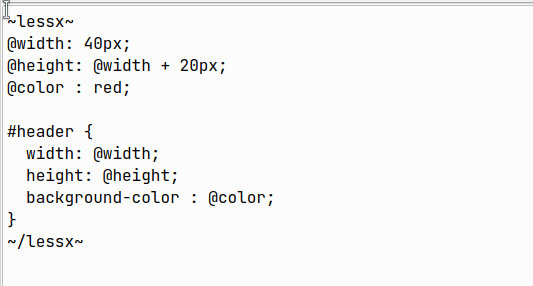 ~lessx~
@width: 40px;
@height: @width + 20px;
@color : red;

#header {
  width: @width;
  height: @height;
  background-color : @color;
}
~/lessx~